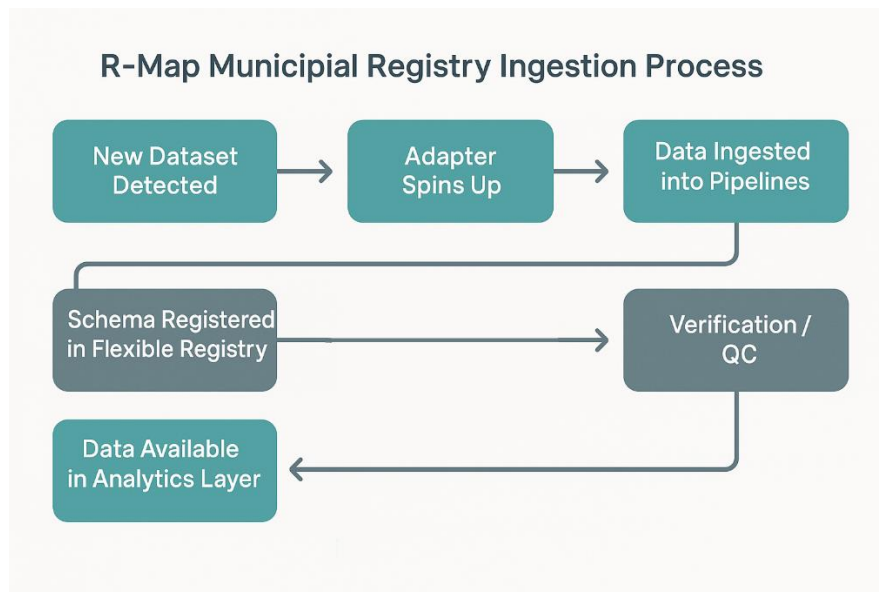 R-Map Municipial Registry Ingestion Process
New Dataset
Detected
Adapter
Spins Up
Data Ingested
into Pipelines
Schema Registered
in Flexible Registry
Verification /
QC
Data Available
in Analytics Layer